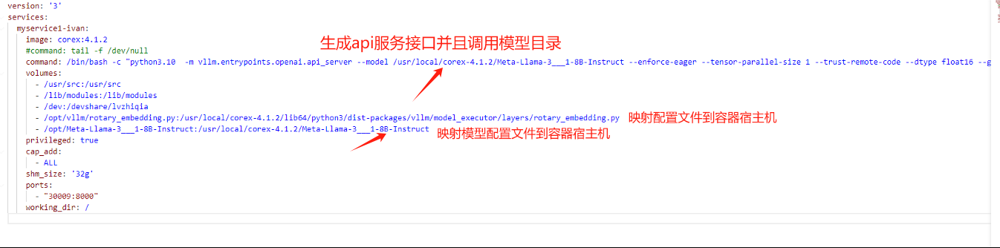 version: '3'
services:
myservice1-ivan:
image: corex:4.1.2
生成api服务接口并且调用模型目录
#command: tail -f /dev/null
command: /bin/bash -c "python3.10 -m vllm.entrypoints.openai.api_server --model /usr/local/corex-4.1.2/Meta-Llama-3___1-8B-Instruct --enforce-eager --tensor-parallel-size 1 --trust-remote-code --dtype float16 --g
volumes:
- /usr/src:/usr/src
- /lib/modules:/lib/modules
- /dev:/devshare/lvzhiqia
- /opt/vllm/rotary_embedding.py:/usr/local/corex-4.1.2/lib64/python3/dist-packages/vllm/model_executor/layers/rotary_embedding.py 映射配置文件到容器宿主机
- /opt/Meta-Llama-3___1-8B-Instruct:/usr/local/corex-4.1.2/Meta-Llama-3___1-8B-Instruct 映射模型配置文件到容器宿主机
privileged: true
cap_add:
- ALL
shm_size: '32g'
ports:
- "30009:8000"
working_dir: /